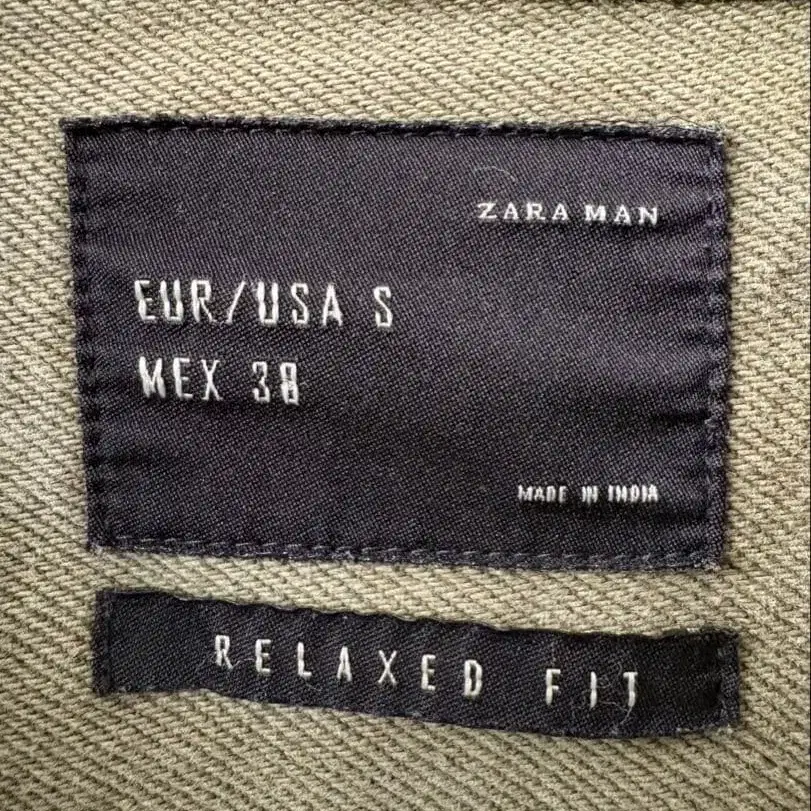 ZARA MAN
EUR/USA S
MEX 38
MADE IN INDIA
RELAXED FIT